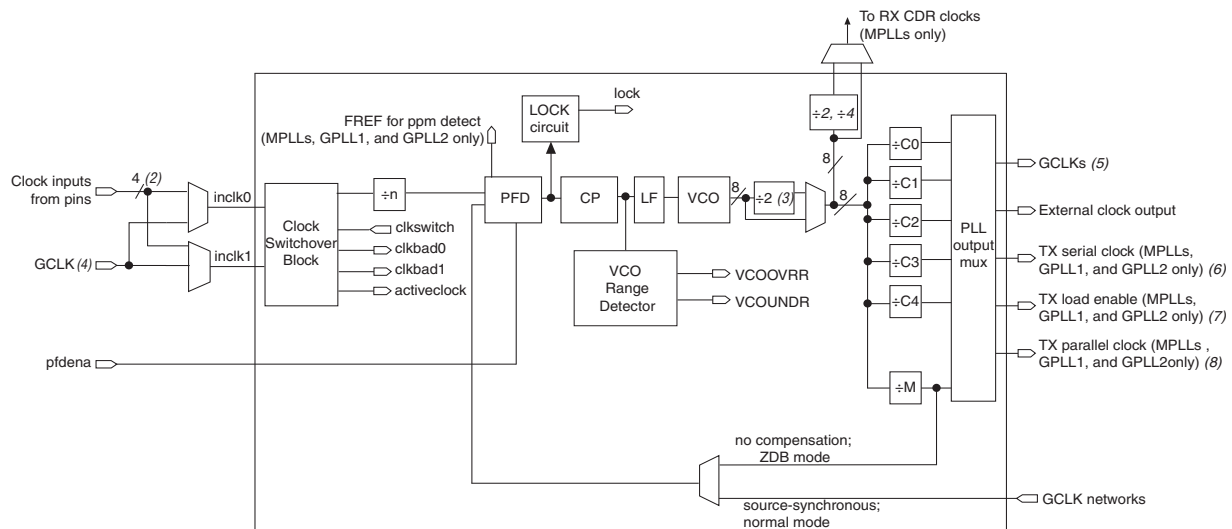 To RX CDR clocks
(MPLLs only)
lock
LOCK
circuit
÷2, ÷4
FREF for ppm detect
(MPLLs, GPLL1, and GPLL2 only)
8
÷C0
GCLKs (5)
Clock inputs
from pins
4 (2)
inclk0
÷n
PFD
CP
LF
VCO
8
÷2 (3)
8
÷C1
External clock output
Clock
Switchover
Block
clkswitch
clkbad0
clkbad1
activeclock
÷C2
PLL
output
mux
GCLK (4)
inclk1
VCO
Range
Detector
VCOOVRR
VCOUNDR
÷C3
TX serial clock (MPLLs,
GPLL1, and GPLL2 only) (6)
÷C4
TX load enable (MPLLs,
GPLL1, and GPLL2 only) (7)
pfdena
TX parallel clock (MPLLs ,
GPLL1, and GPLL2only) (8)
÷M
no compensation;
ZDB mode
source-synchronous;
normal mode
GCLK networks